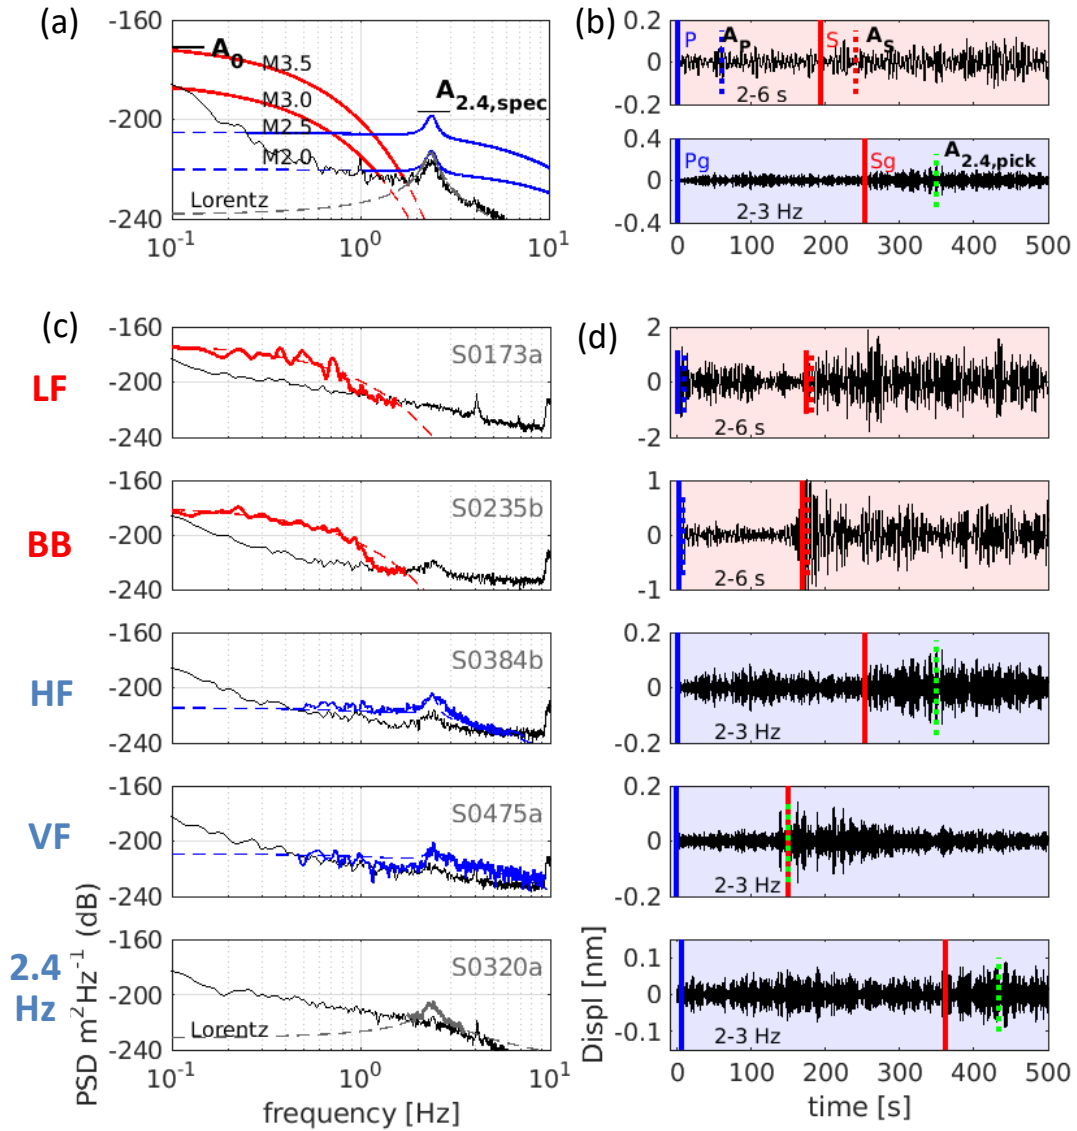 (a)
-160
-180
-200
-220
-240
A0
M3.5
M3.0
M2.5
M2.0
A2.4,spec
Lorentz
10-1
100
101
(b)
0.2
0
-0.2
P
AP
S
AS
2-6 s
0.4
0
-0.4
Pg
Sg
A2.4,pick
2-3 Hz
0
100
200
300
400
500
(c)
LF
-160
-200
-240
S0173a
BB
-160
-200
-240
S0235b
HF
-160
-200
-240
S0384b
VF
-160
-200
-240
S0475a
2.4
Hz
-160
-200
-240
S0320a
Lorentz
PSD m2Hz-1 (dB)
10-1
100
101
frequency [Hz]
(d)
2
0
-2
2-6 s
1
0
-1
2-6 s
0.2
0
-0.2
2-3 Hz
0.2
0
-0.2
2-3 Hz
0.1
0
-0.1
2-3 Hz
Displ [nm]
0
100
200
300
400
500
time [s]